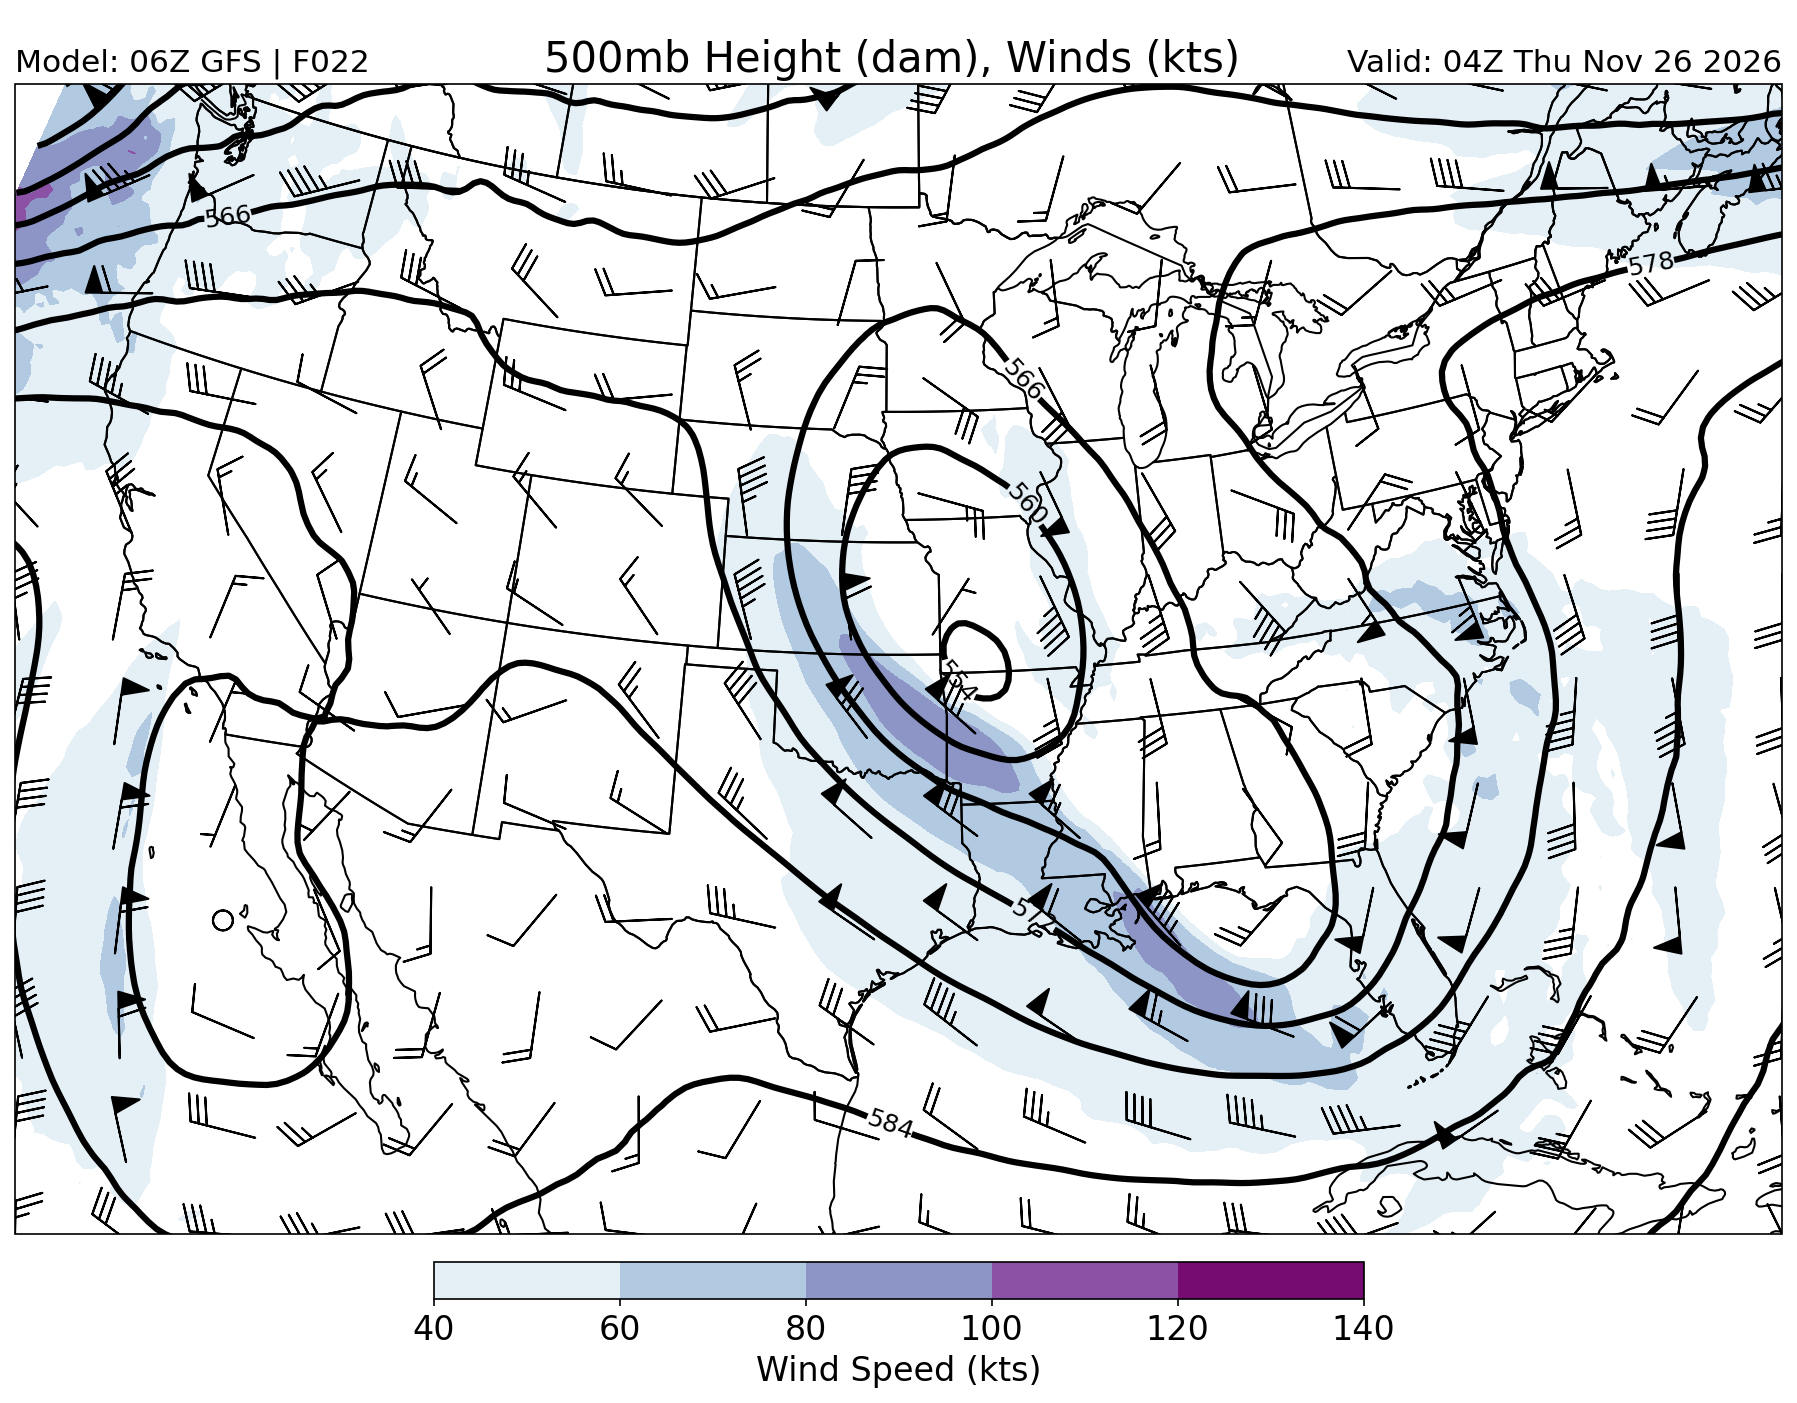 Model: 06Z GFS | F022
500mb Height (dam), Winds (kts)
Valid: 04Z Thu Nov 26 2026
566
578
566
560
554
584
40 60 80 100 120 140
Wind Speed (kts)